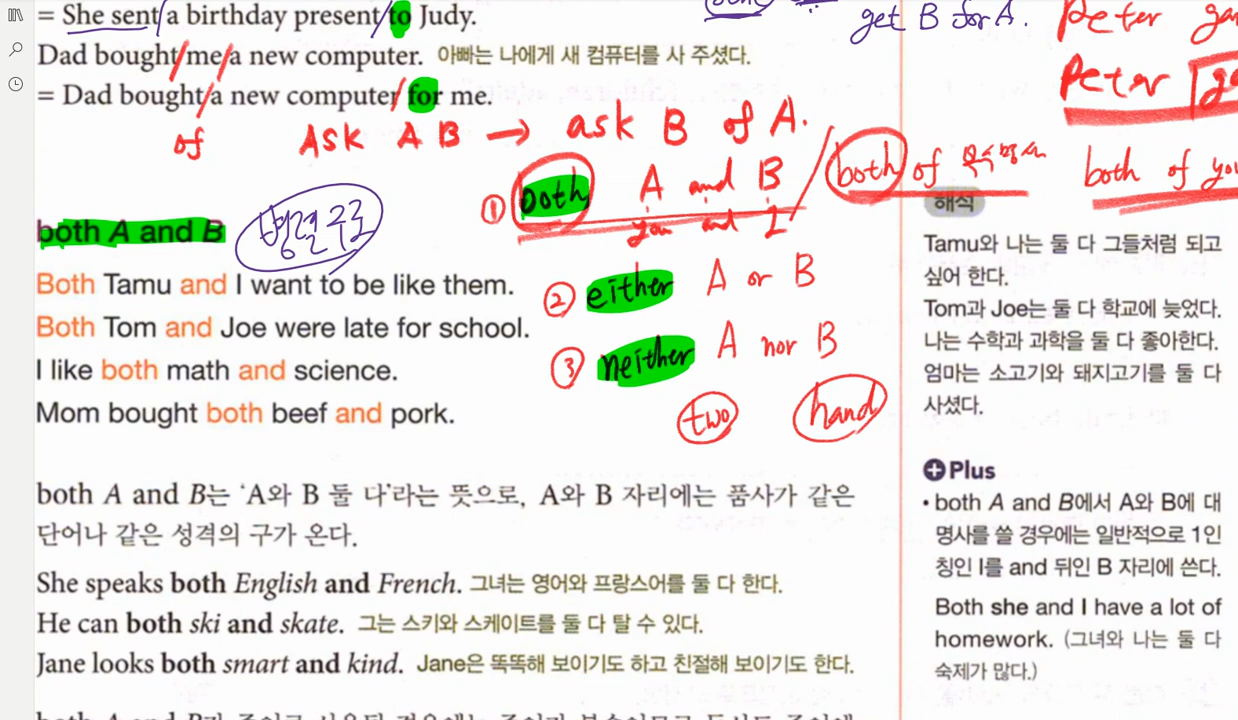 get B for A.
Peter
= She sent/a birthday present/to Judy.
Dad bought/me/a new computer. 아빠는 나에게 새 컴퓨터를 사 주셨다.
Peter
= Dad bought/a new computer/for me.
of ASK A B → ask B of A.
① both A and B / both of 복수명사 both of you
you and I
해석
both A and B 병렬구조
Tamu와 나는 둘 다 그들처럼 되고
싶어 한다.
Both Tamu and I want to be like them.
② either A or B
Tom과 Joe는 둘 다 학교에 늦었다.
Both Tom and Joe were late for school.
나는 수학과 과학을 둘 다 좋아한다.
③ neither A nor B
I like both math and science.
엄마는 소고기와 돼지고기를 둘 다
사셨다.
Mom bought both beef and pork.
two hand
+Plus
both A and B는 ‘A와 B 둘 다’라는 뜻으로, A와 B 자리에는 품사가 같은
단어나 같은 성격의 구가 온다.
• both A and B에서 A와 B에 대
명사를 쓸 경우에는 일반적으로 1인
칭인 I를 and 뒤인 B 자리에 쓴다.
She speaks both English and French. 그녀는 영어와 프랑스어를 둘 다 한다.
Both she and I have a lot of
He can both ski and skate. 그는 스키와 스케이트를 둘 다 탈 수 있다.
homework. (그녀와 나는 둘 다
Jane looks both smart and kind. Jane은 똑똑해 보이기도 하고 친절해 보이기도 한다.
숙제가 많다.)